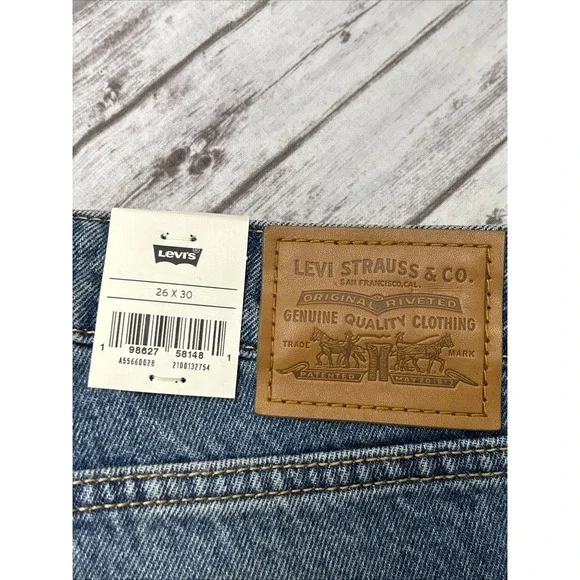 LEVI'S
26 X 30
1 98627 58148 1
A55660028 2100132754
LEVI STRAUSS & CO.
SAN FRANCISCO, CAL.
ORIGINAL RIVETED
GENUINE QUALITY CLOTHING
TRADE MARK
PATENTED MAY 20 1873